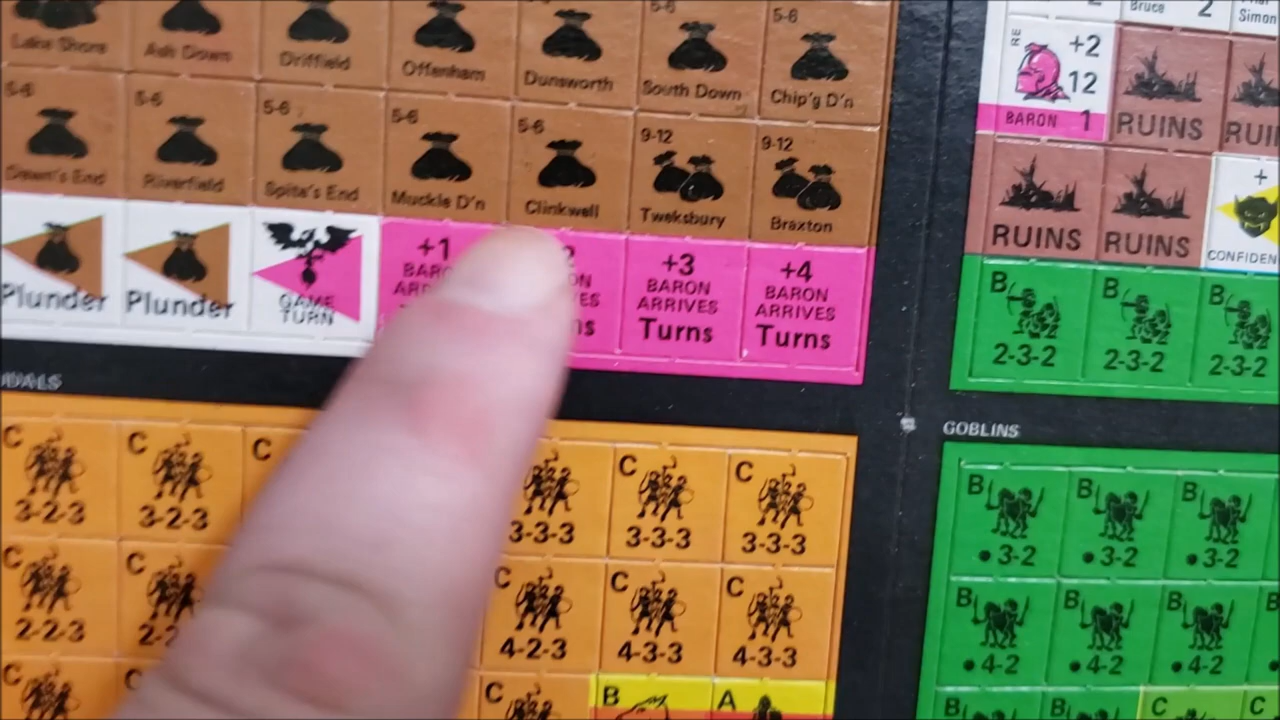 Lake Shore
Ash Down
Driffield
Offenham
Dunsworth
5-6
South Down
5-6
Chip'g D'n
5-6
Dawn's End
5-6
Riverfield
5-6
Spita's End
5-6
Muckle D'n
5-6
Clinkwell
9-12
Tweksbury
9-12
Braxton
Plunder
Plunder
GAME
TURN
+1
+3
BARON
ARRIVES
Turns
+4
BARON
ARRIVES
Turns
C
3-2-3
C
3-2-3
C
3-3-3
C
3-3-3
C
3-3-3
C
2-2-3
C
C
4-2-3
C
4-3-3
C
4-3-3
C
C
C
B
A
2
Bruce
2
Simon
RE
+2
12
BARON 1
RUINS
RUINS
RUINS
+
B
2-3-2
B
2-3-2
B
2-3-2
GOBLINS
B
•3-2
B
•3-2
B
•3-2
B
•4-2
B
•4-2
B
•4-2
B
B
C
C